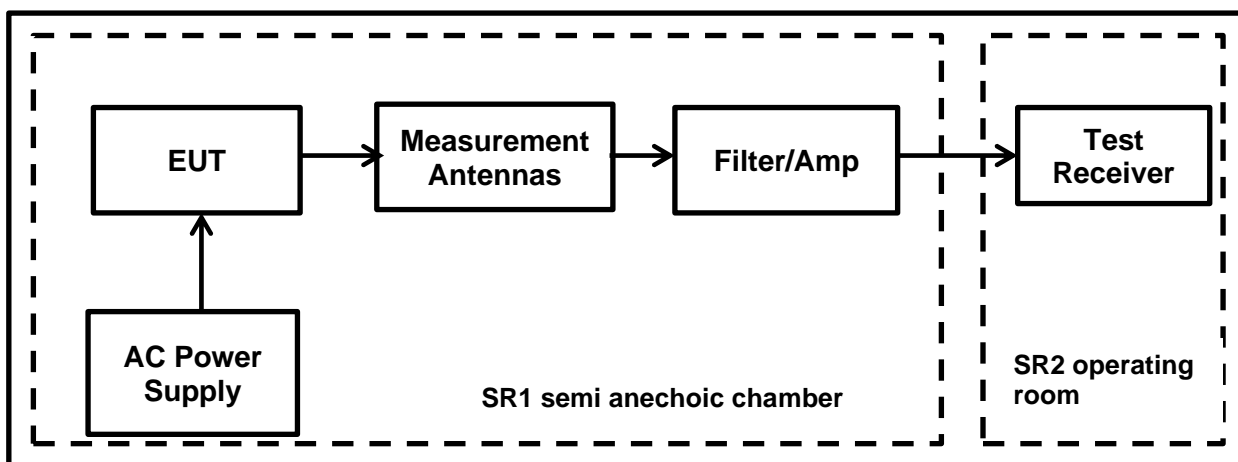 EUT
Measurement
Antennas
Filter/Amp
Test
Receiver
AC Power
Supply
SR1 semi anechoic chamber
SR2 operating
room